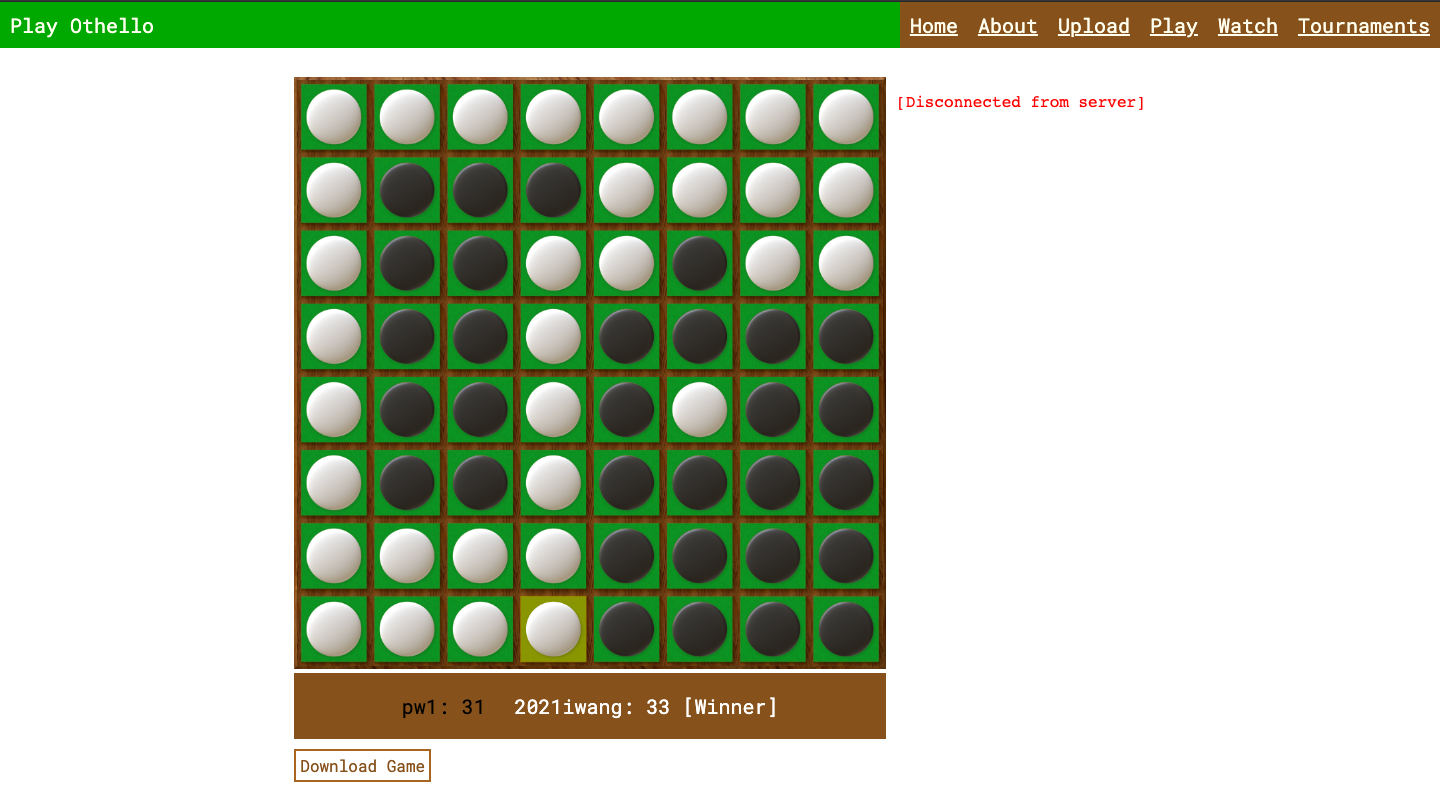 Play Othello
Home About Upload Play Watch Tournaments
[Disconnected from server]
pw1: 31 2021iwang: 33 [Winner]
Download Game